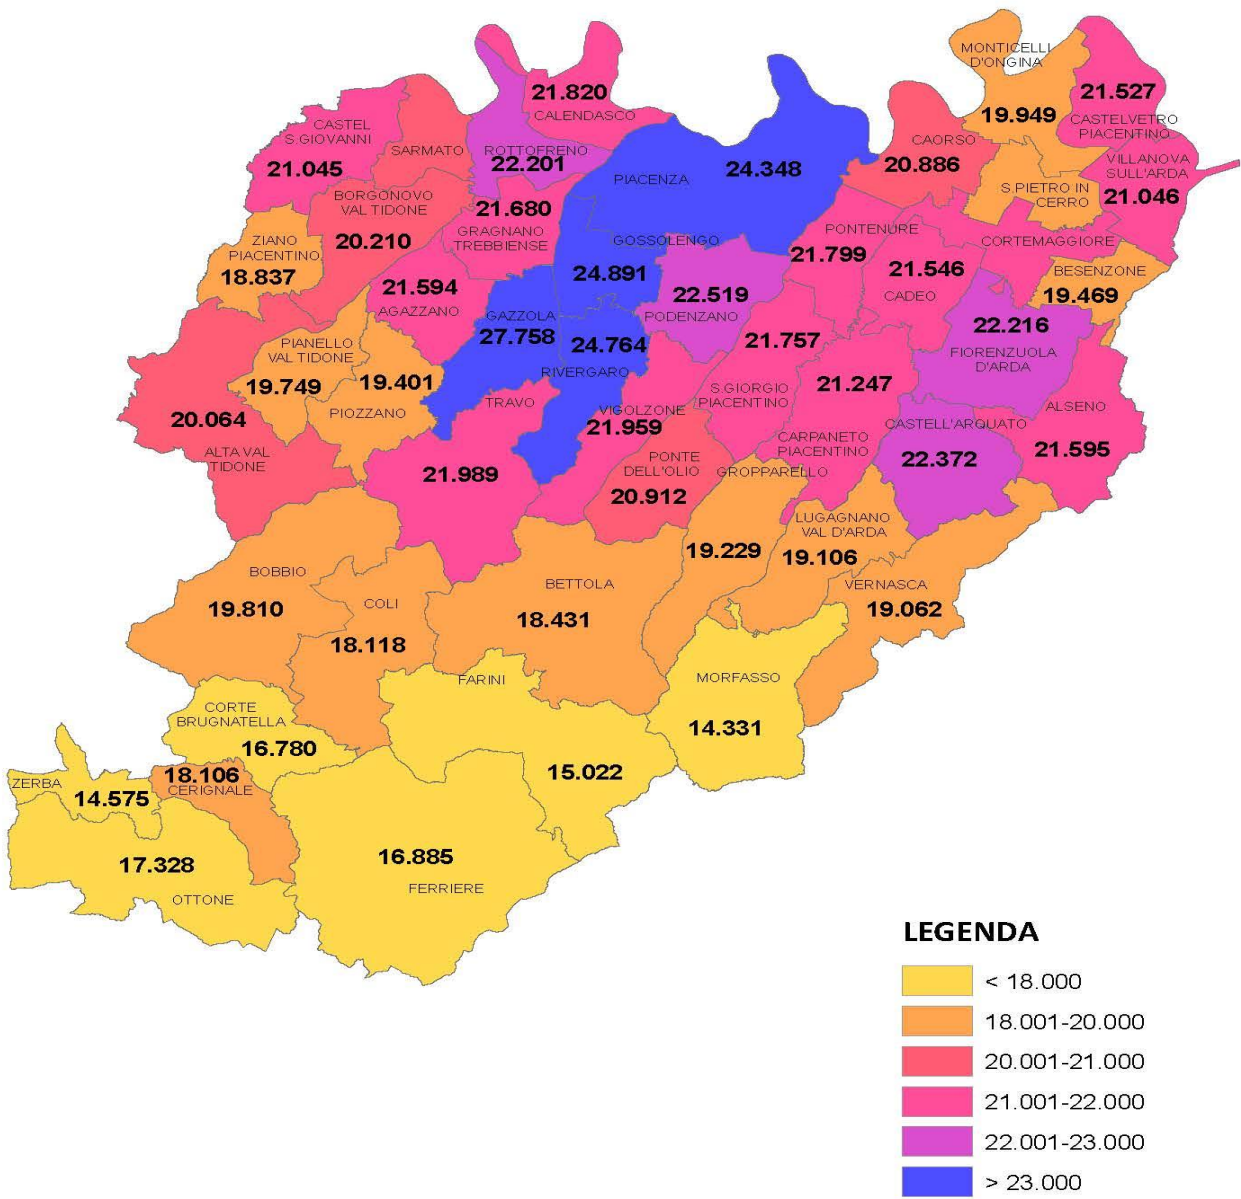 MONTICELLI
D'ONGINA
19.949
21.820
CALENDASCO
21.527
CASTELVETRO
PIACENTINO
CASTEL
S.GIOVANNI
21.045
SARMATO
ROTTOFRENO
22.201
PIACENZA
24.348
CAORSO
20.886
VILLANOVA
SULL'ARDA
21.046
S.PIETRO IN
CERRO
BORGONOVO
VAL TIDONE
20.210
21.680
GRAGNANO
TREBBIENSE
GOSSOLENGO
24.891
PONTENURE
21.799
CORTEMAGGIORE
ZIANO
PIACENTINO
18.837
21.594
AGAZZANO
22.519
PODENZANO
21.546
CADEO
BESENZONE
19.469
GAZZOLA
27.758
24.764
RIVERGARO
21.757
S.GIORGIO
PIACENTINO
22.216
FIORENZUOLA
D'ARDA
PIANELLO
VAL TIDONE
19.749
19.401
PIOZZANO
21.247
CARPANETO
PIACENTINO
20.064
ALTA VAL
TIDONE
TRAVO
21.989
VIGOLZONE
21.959
CASTELL'ARQUATO
22.372
ALSENO
21.595
PONTE
DELL'OLIO
20.912
GROPPARELLO
19.229
LUGAGNANO
VAL D'ARDA
19.106
BOBBIO
19.810
COLI
18.118
BETTOLA
18.431
VERNASCA
19.062
FARINI
15.022
MORFASSO
14.331
CORTE
BRUGNATELLA
16.780
ZERBA
14.575
18.106
CERIGNALE
17.328
OTTONE
16.885
FERRIERE
LEGENDA
< 18.000
18.001-20.000
20.001-21.000
21.001-22.000
22.001-23.000
> 23.000